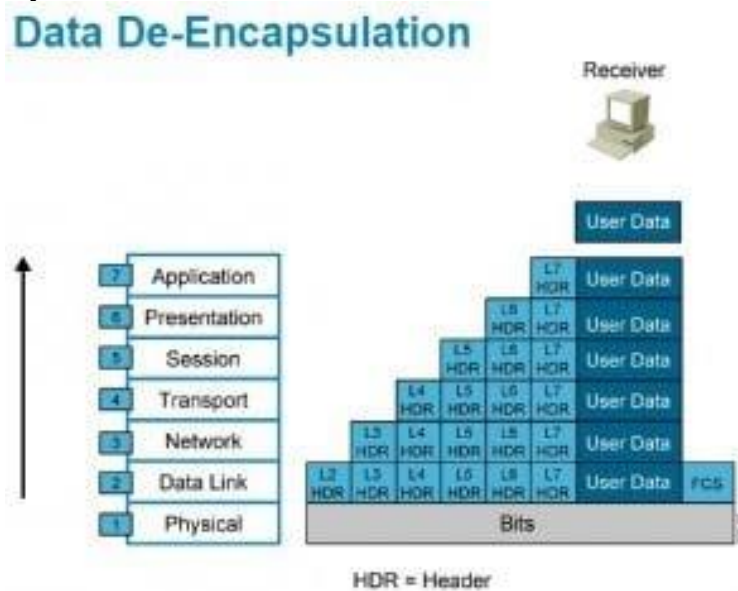 Data De-Encapsulation
Receiver
User Data
7 Application L7 HDR User Data
6 Presentation L6 HDR L7 HDR User Data
5 Session L5 HDR L6 HDR L7 HDR User Data
4 Transport L4 HDR L5 HDR L6 HDR L7 HDR User Data
3 Network L3 HDR L4 HDR L5 HDR L6 HDR L7 HDR User Data
2 Data Link L2 HDR L3 HDR L4 HDR L5 HDR L6 HDR L7 HDR User Data FCS
1 Physical Bits
HDR = Header